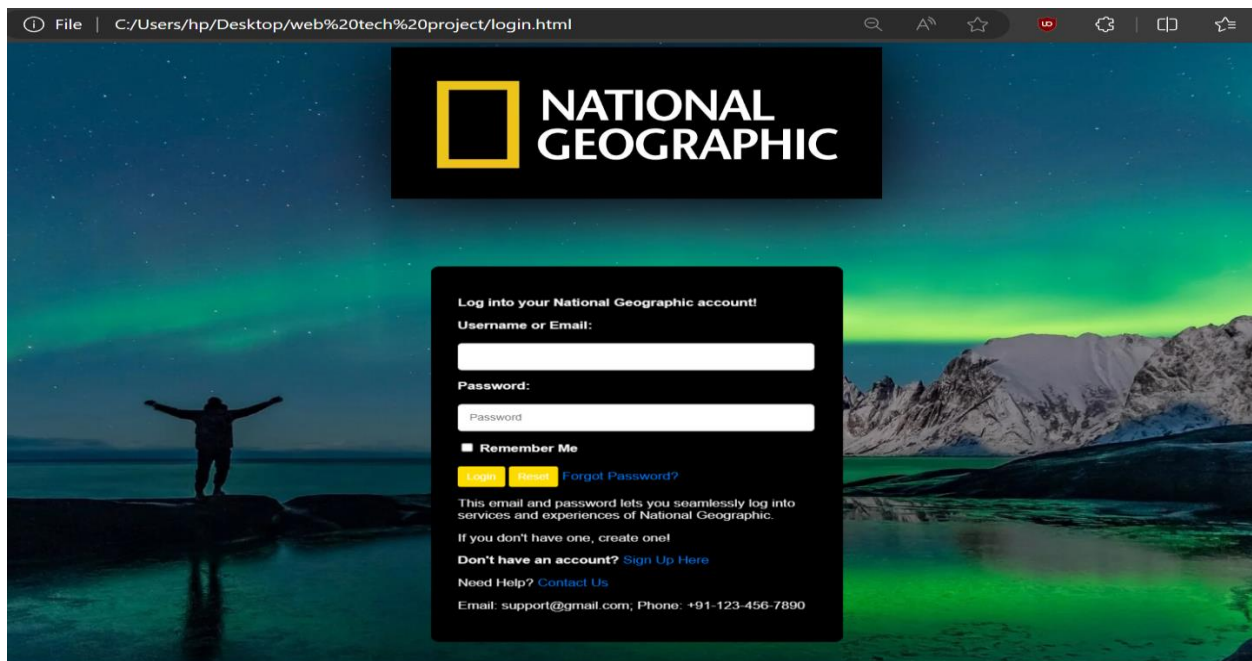 File | C:/Users/hp/Desktop/web%20tech%20project/login.html
NATIONAL
GEOGRAPHIC
Log into your National Geographic account!
Username or Email:
Password:
Password
Remember Me
Login Reset Forgot Password?
This email and password lets you seamlessly log into
services and experiences of National Geographic.
If you don't have one, create one!
Don't have an account? Sign Up Here
Need Help? Contact Us
Email: support@gmail.com; Phone: +91-123-456-7890